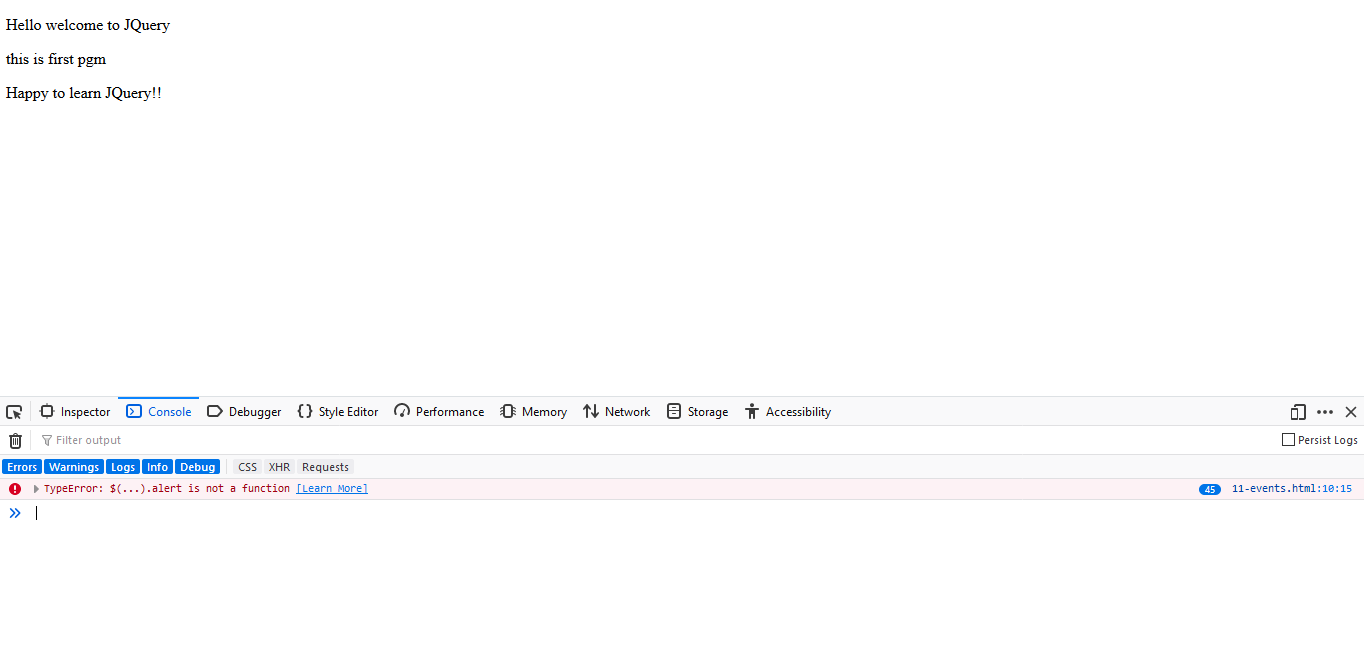 Hello welcome to JQuery
this is first pgm
Happy to learn JQuery!!
Inspector Console Debugger {} Style Editor Performance Memory Network Storage Accessibility
Filter output Persist Logs
Errors Warnings Logs Info Debug CSS XHR Requests
TypeError: $(...).alert is not a function [Learn More] 45 11-events.html:10:15